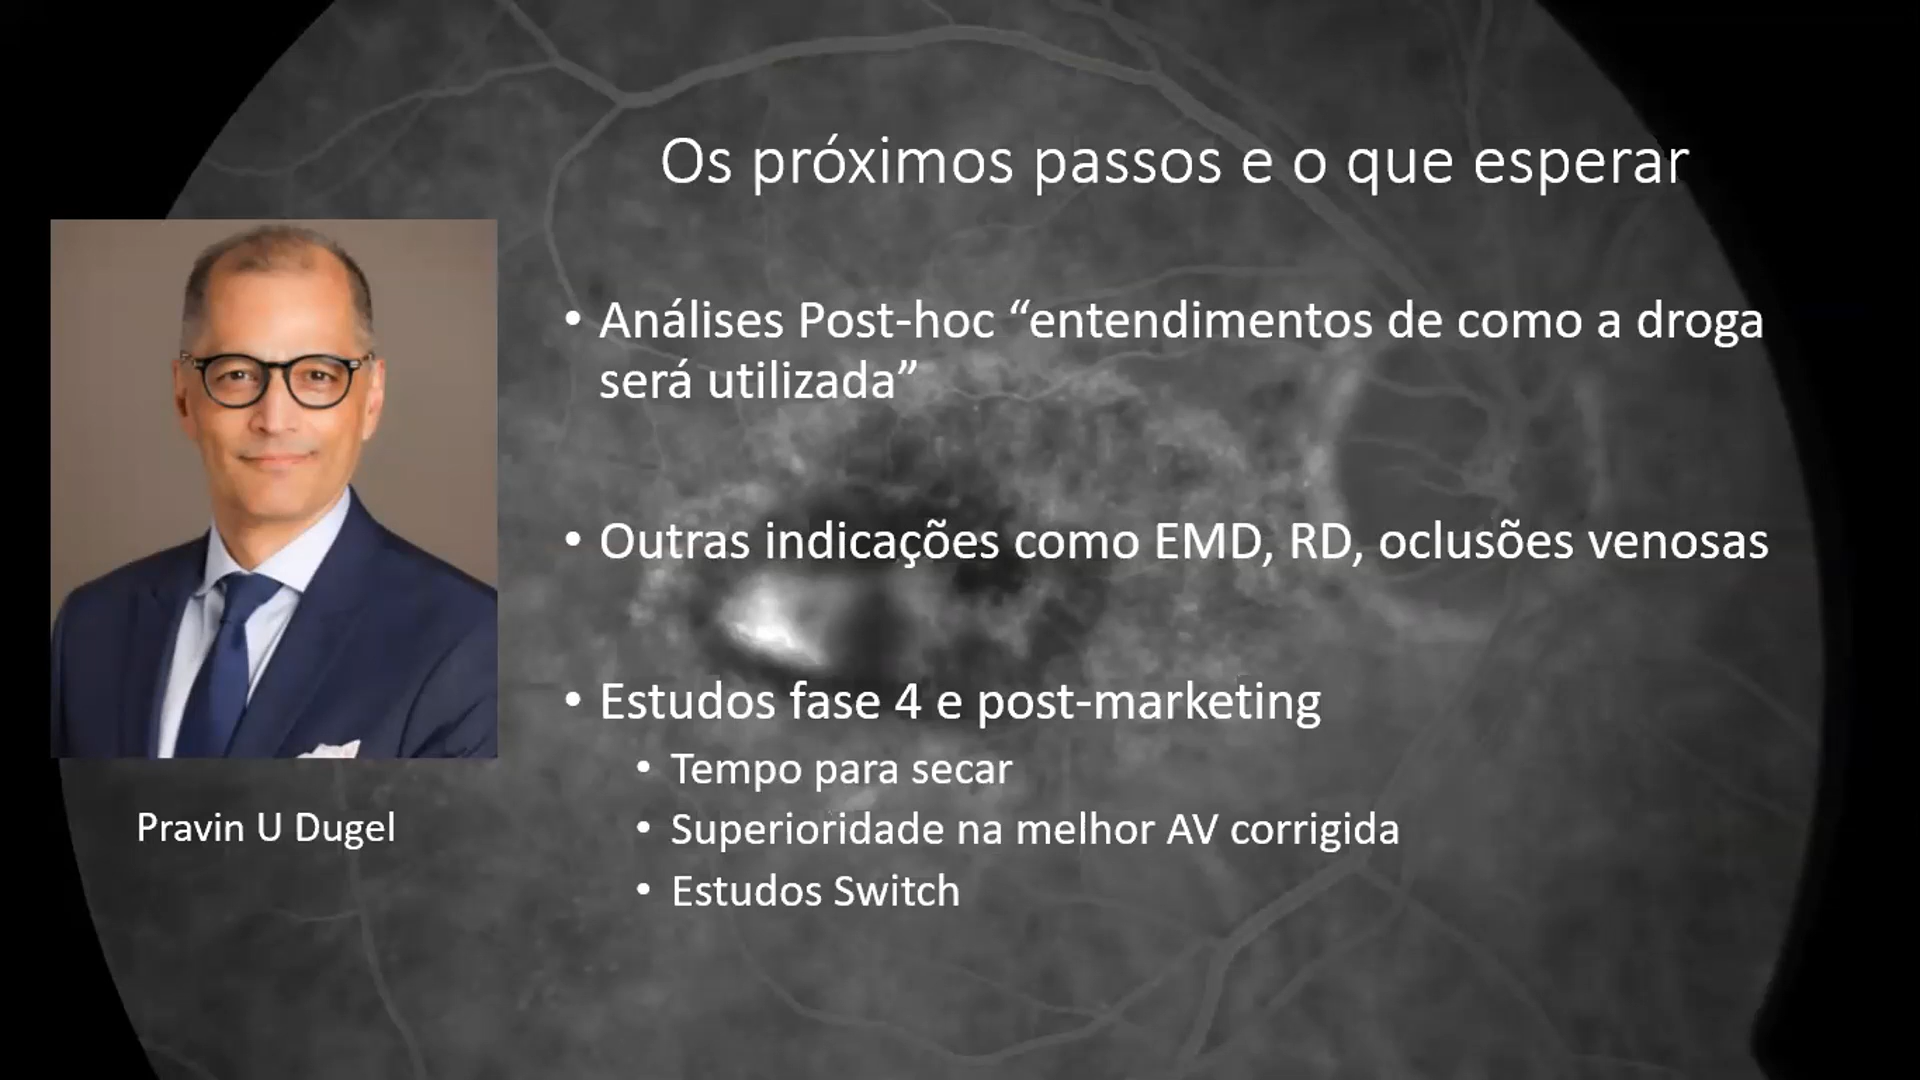 Os próximos passos e o que esperar
• Análises Post-hoc “entendimentos de como a droga
será utilizada”
• Outras indicações como EMD, RD, oclusões venosas
• Estudos fase 4 e post-marketing
• Tempo para secar
• Superioridade na melhor AV corrigida
• Estudos Switch
Pravin U Dugel